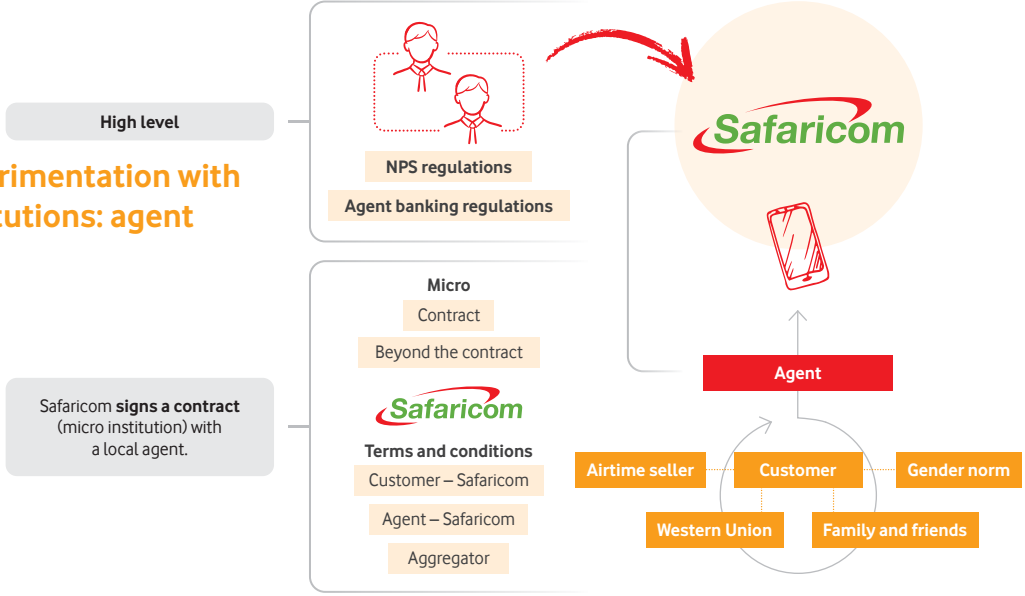 High level
rimentation with
utions: agent
Safaricom signs a contract
(micro institution) with
a local agent.
NPS regulations
Agent banking regulations
Micro
Contract
Beyond the contract
Safaricom
Terms and conditions
Customer – Safaricom
Agent – Safaricom
Aggregator
Safaricom
Agent
Airtime seller
Customer
Gender norm
Western Union
Family and friends